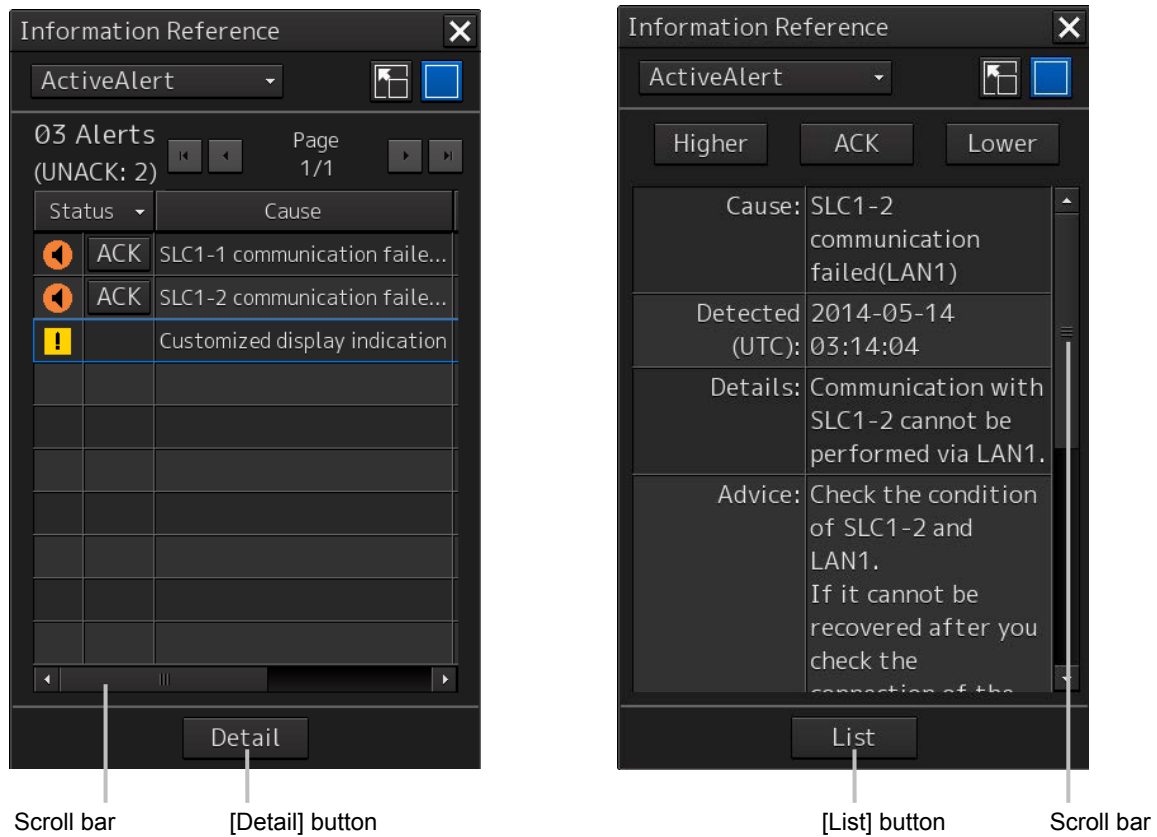 Information Reference
ActiveAlert
03 Alerts
(UNACK: 2)
Page
1/1
Status
Cause
ACK SLC1-1 communication faile...
ACK SLC1-2 communication faile...
! Customized display indication
Detail
Scroll bar
[Detail] button
Information Reference
ActiveAlert
Higher
ACK
Lower
Cause: SLC1-2
communication
failed(LAN1)
Detected 2014-05-14
(UTC): 03:14:04
Details: Communication with
SLC1-2 cannot be
performed via LAN1.
Advice: Check the condition
of SLC1-2 and
LAN1.
If it cannot be
recovered after you
check the
connection of the
List
[List] button
Scroll bar